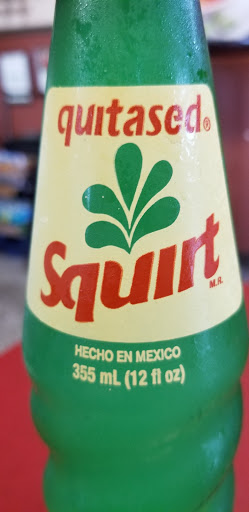 quitased®
Squirt
M.R.
HECHO EN MEXICO
355 mL (12 fl oz)